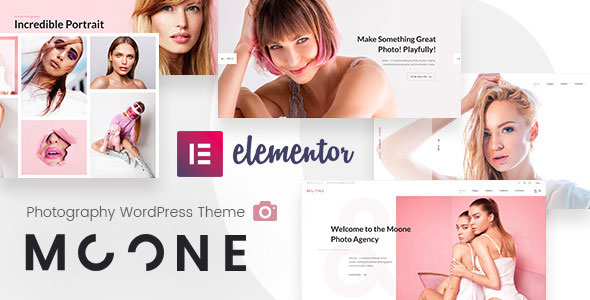 Incredible Portrait
Make Something Great
Photo! Playfully!
elementor
Photography WordPress Theme
MOONE
Welcome to the Moone
Photo Agency